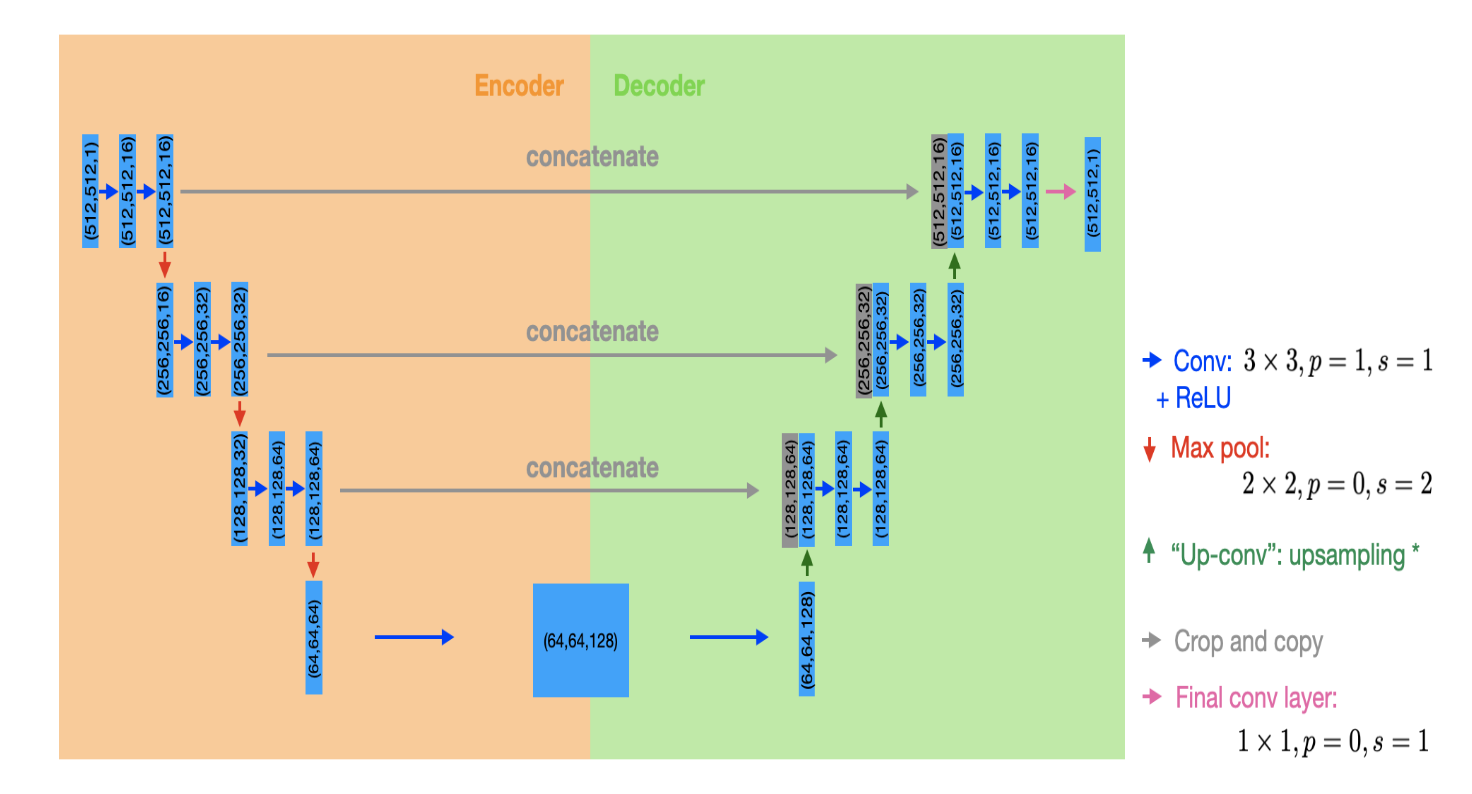 Encoder
Decoder
(512,512,1)
(512,512,16)
(512,512,16)
concatenate
(512,512,16)
(512,512,16)
(512,512,16)
(512,512,16)
(512,512,1)
(256,256,16)
(256,256,32)
(256,256,32)
concatenate
(256,256,32)
(256,256,32)
(256,256,32)
(256,256,32)
(128,128,32)
(128,128,64)
(128,128,64)
concatenate
(128,128,64)
(128,128,64)
(128,128,64)
(128,128,64)
(64,64,64)
(64,64,128)
(64,64,128)
Conv: 3 × 3, p = 1, s = 1
+ ReLU
Max pool:
2 × 2, p = 0, s = 2
“Up-conv”: upsampling *
Crop and copy
Final conv layer:
1 × 1, p = 0, s = 1